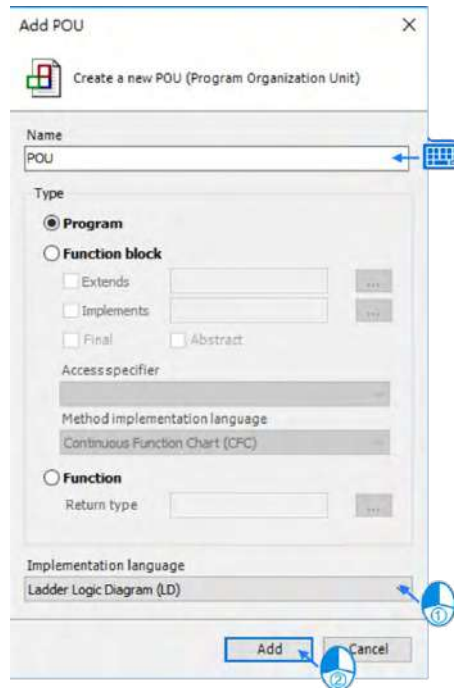 Add POU
Create a new POU (Program Organization Unit)
Name
POU
Type
Program
Function block
Extends
...
Implements
...
Final Abstract
Access specifier
Method implementation language
Continuous Function Chart (CFC)
Function
Return type
...
Implementation language
Ladder Logic Diagram (LD)
①
Add Cancel
②